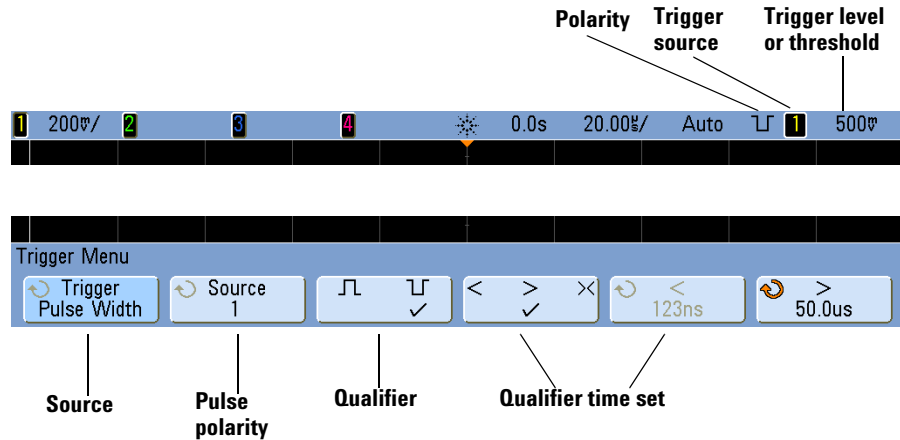 Polarity Trigger source Trigger level or threshold
1 200mV/ 2 3 4 0.0s 20.00us/ Auto 1 500mV
Trigger Menu
Trigger Pulse Width
Source 1
< > ><
< 123ns
> 50.0us
Source
Pulse polarity
Qualifier
Qualifier time set